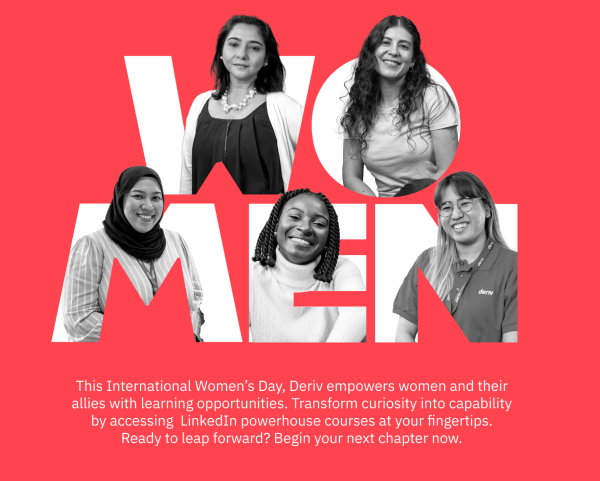 WO
MEN
deriv
This International Women's Day, Deriv empowers women and their
allies with learning opportunities. Transform curiosity into capability
by accessing  LinkedIn powerhouse courses at your fingertips.
Ready to leap forward? Begin your next chapter now.